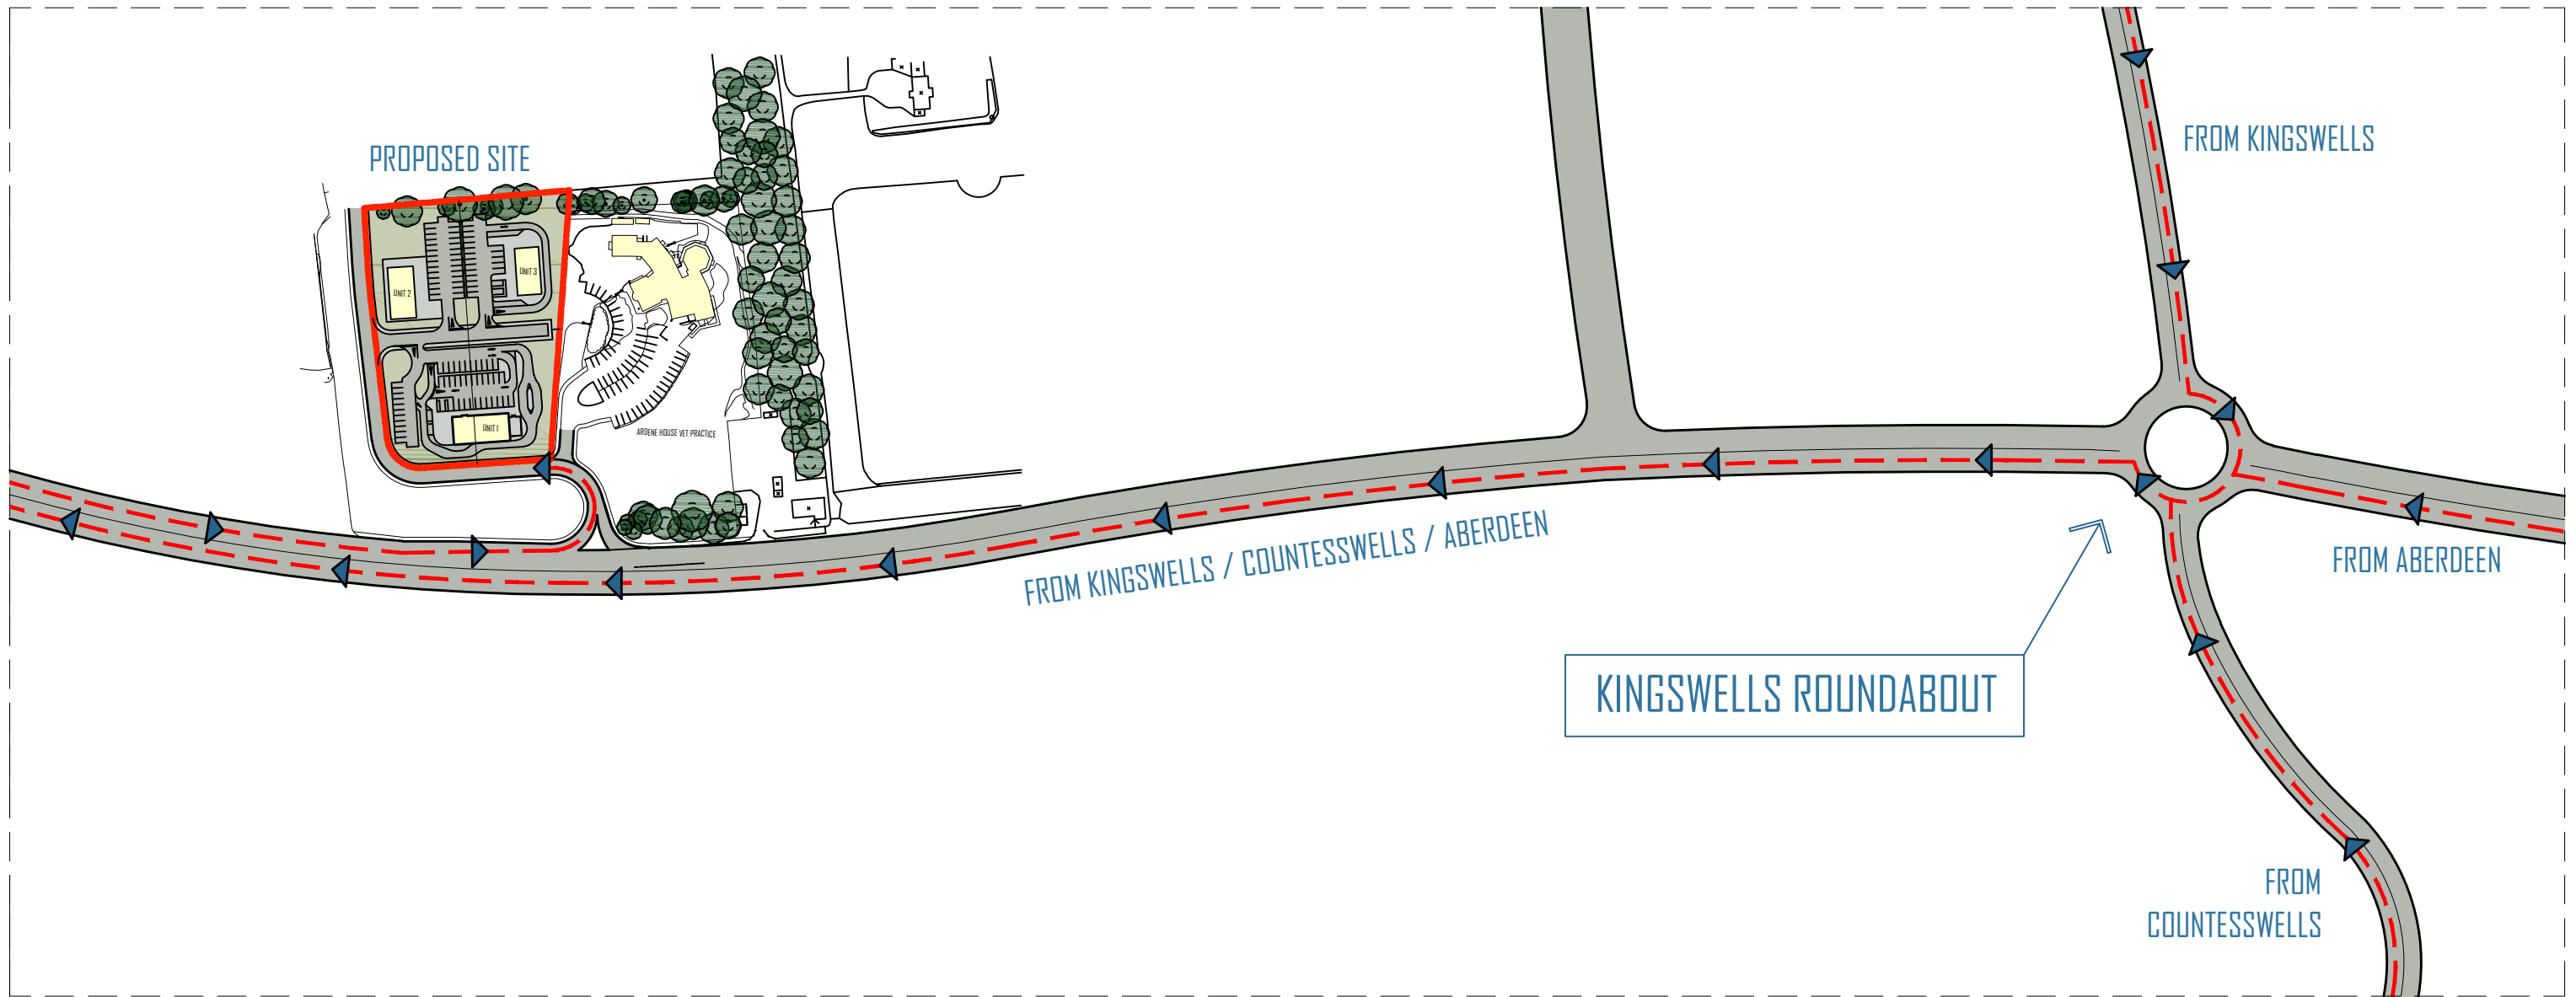 FROM KINGSWELLS
PROPOSED SITE
UNIT 3
UNIT 2
UNIT 1
ARDENE HOUSE VET PRACTICE
FROM KINGSWELLS / COUNTESSWELLS / ABERDEEN
FROM ABERDEEN
KINGSWELLS ROUNDABOUT
FROM
COUNTESSWELLS